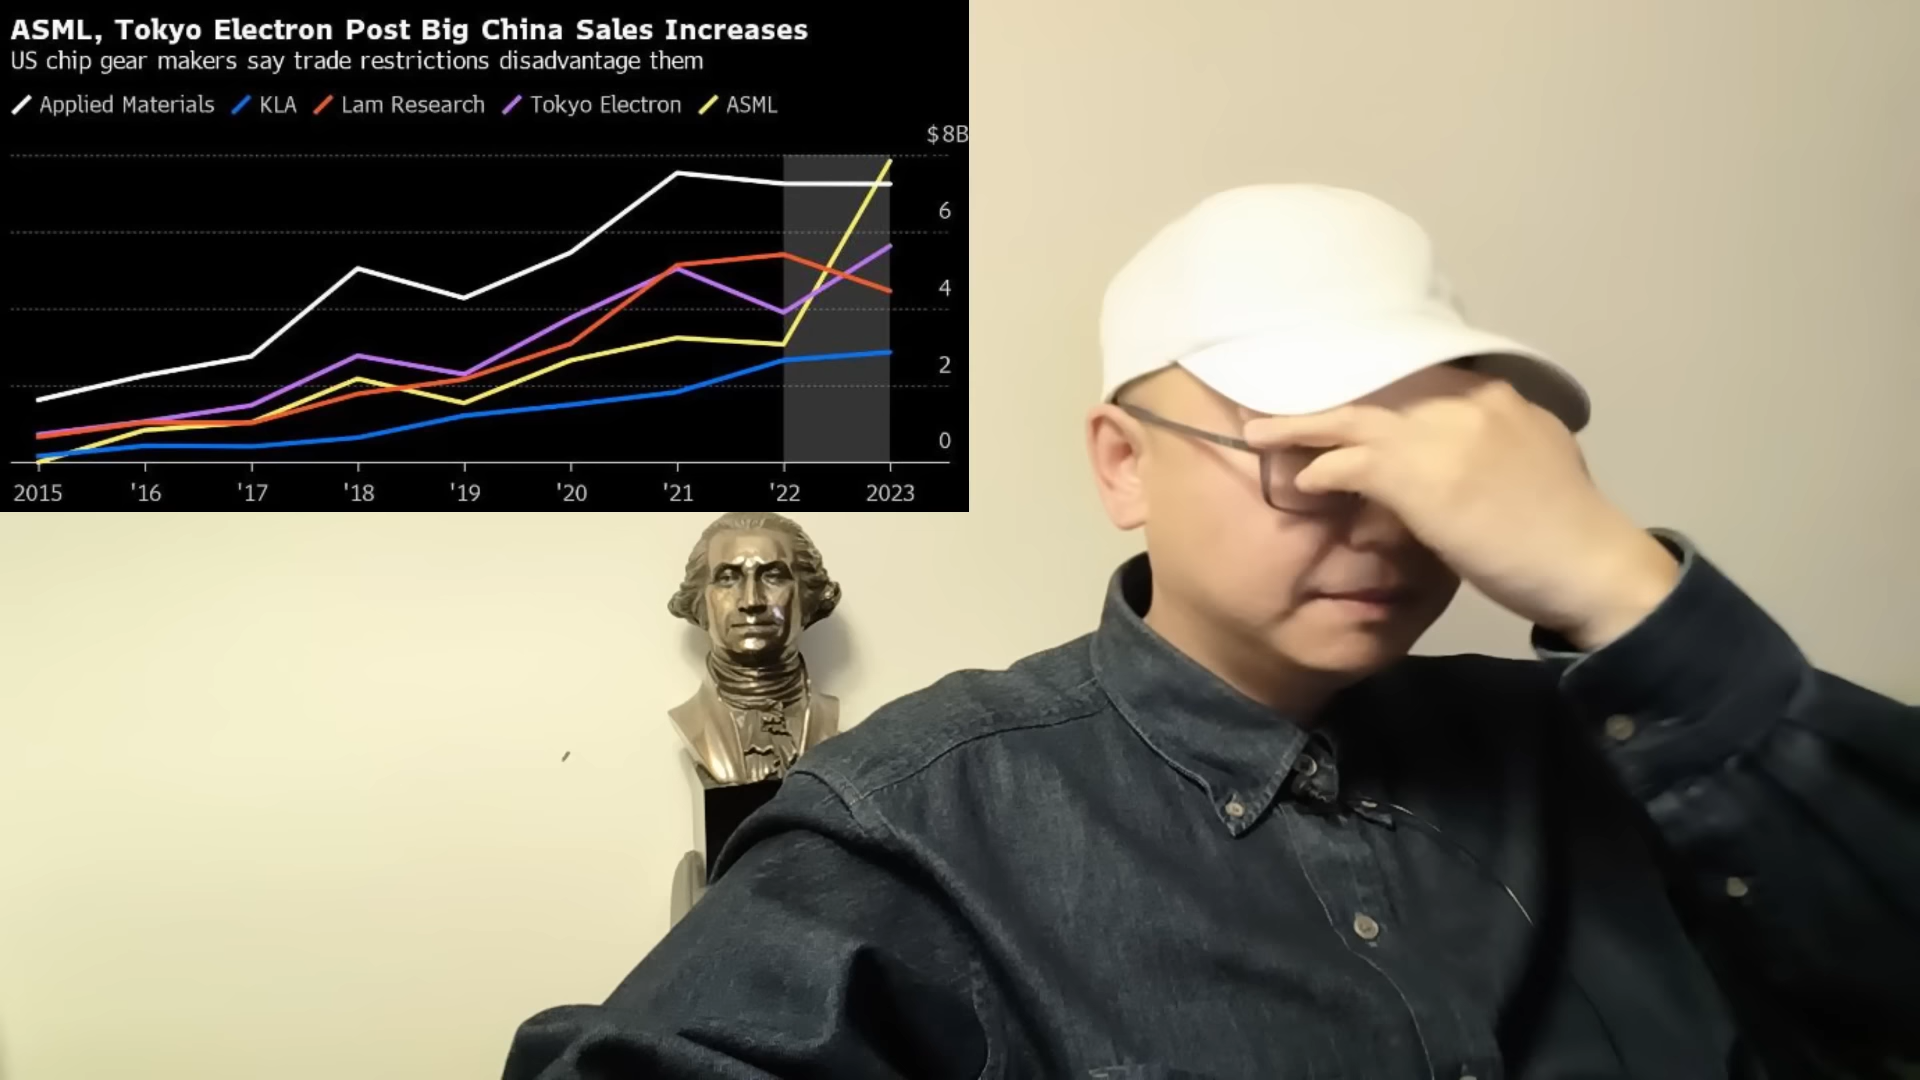 ASML, Tokyo Electron Post Big China Sales Increases
US chip gear makers say trade restrictions disadvantage them
Applied Materials KLA Lam Research Tokyo Electron ASML
$8B
6
4
2
0
2015 '16 '17 '18 '19 '20 '21 '22 2023